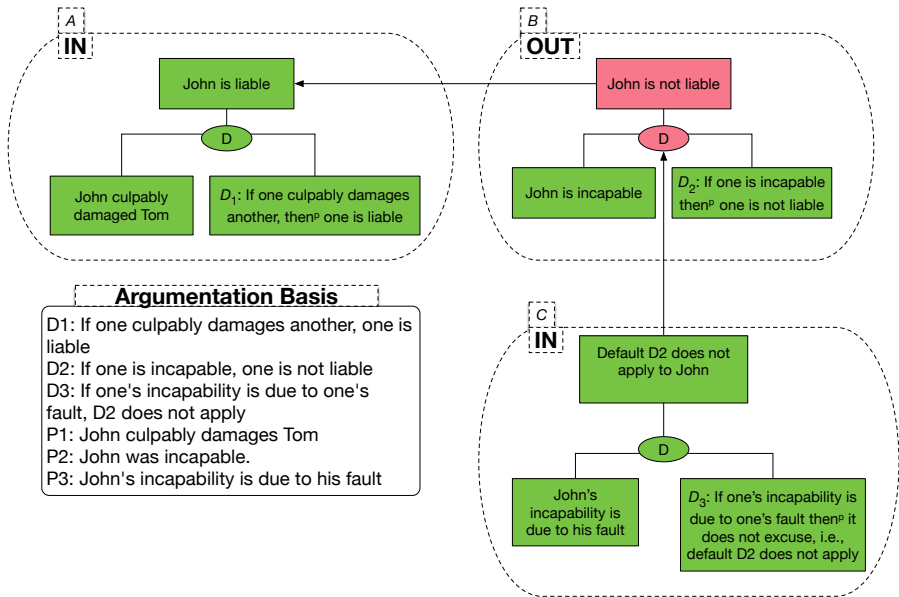 A
IN
John is liable
D
John culpably
damaged Tom
D1: If one culpably damages
another, thenᵖ one is liable
B
OUT
John is not liable
D
John is incapable
D2: If one is incapable
thenᵖ one is not liable
Argumentation Basis
D1: If one culpably damages another, one is
liable
D2: If one is incapable, one is not liable
D3: If one's incapability is due to one's
fault, D2 does not apply
P1: John culpably damages Tom
P2: John was incapable.
P3: John's incapability is due to his fault
C
IN
Default D2 does not
apply to John
D
John’s
incapability is
due to his fault
D3: If one’s incapability is
due to one’s fault thenᵖ it
does not excuse, i.e.,
default D2 does not apply